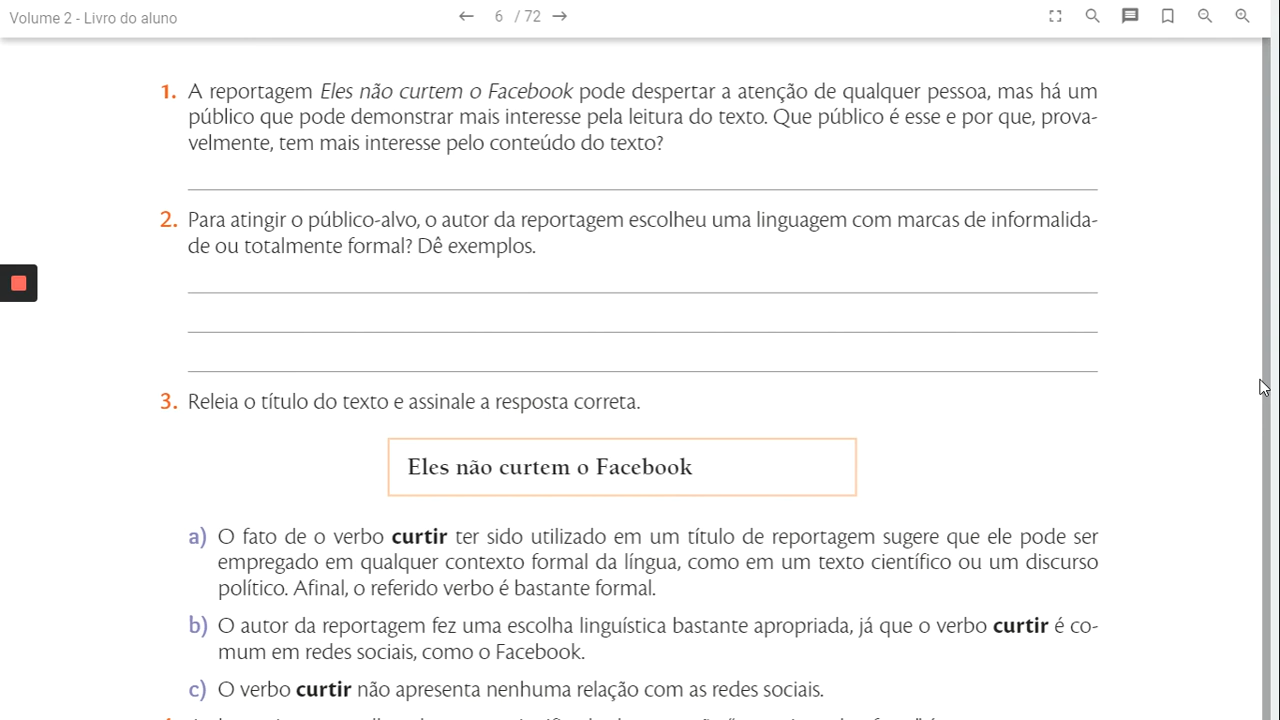 Volume 2 - Livro do aluno
6 / 72
1. A reportagem Eles não curtem o Facebook pode despertar a atenção de qualquer pessoa, mas há um
público que pode demonstrar mais interesse pela leitura do texto. Que público é esse e por que, prova-
velmente, tem mais interesse pelo conteúdo do texto?
2. Para atingir o público-alvo, o autor da reportagem escolheu uma linguagem com marcas de informalida-
de ou totalmente formal? Dê exemplos.
3. Releia o título do texto e assinale a resposta correta.
Eles não curtem o Facebook
a) O fato de o verbo curtir ter sido utilizado em um título de reportagem sugere que ele pode ser
empregado em qualquer contexto formal da língua, como em um texto científico ou um discurso
político. Afinal, o referido verbo é bastante formal.
b) O autor da reportagem fez uma escolha linguística bastante apropriada, já que o verbo curtir é co-
mum em redes sociais, como o Facebook.
c) O verbo curtir não apresenta nenhuma relação com as redes sociais.